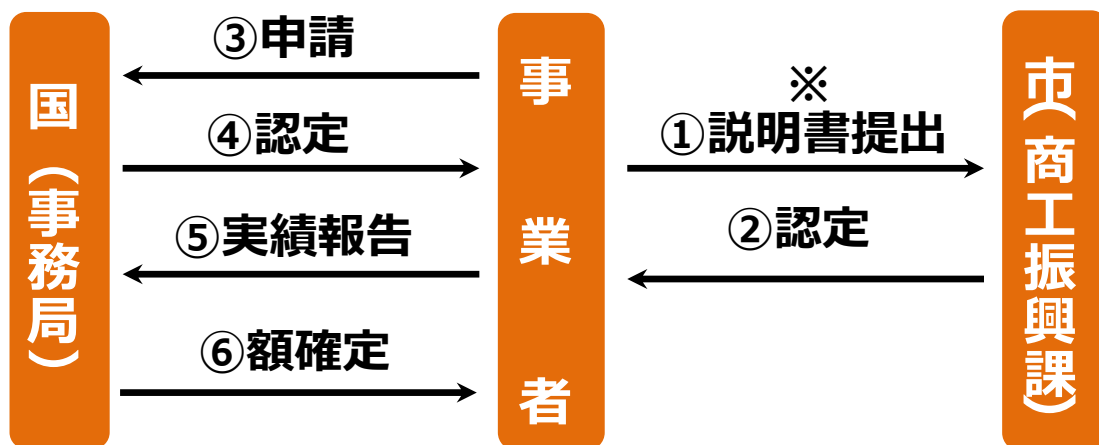 国（事務局）
③申請
④認定
⑤実績報告
⑥額確定
事業者
※
①説明書提出
②認定
市（商工振興課）